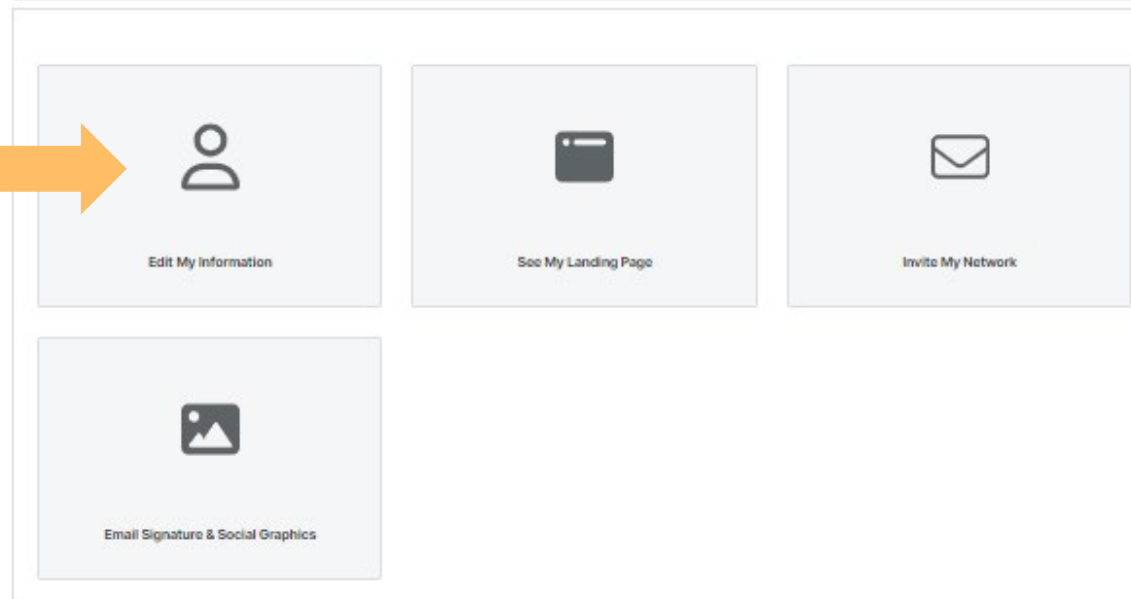 Edit My Information
See My Landing Page
Invite My Network
Email Signature & Social Graphics